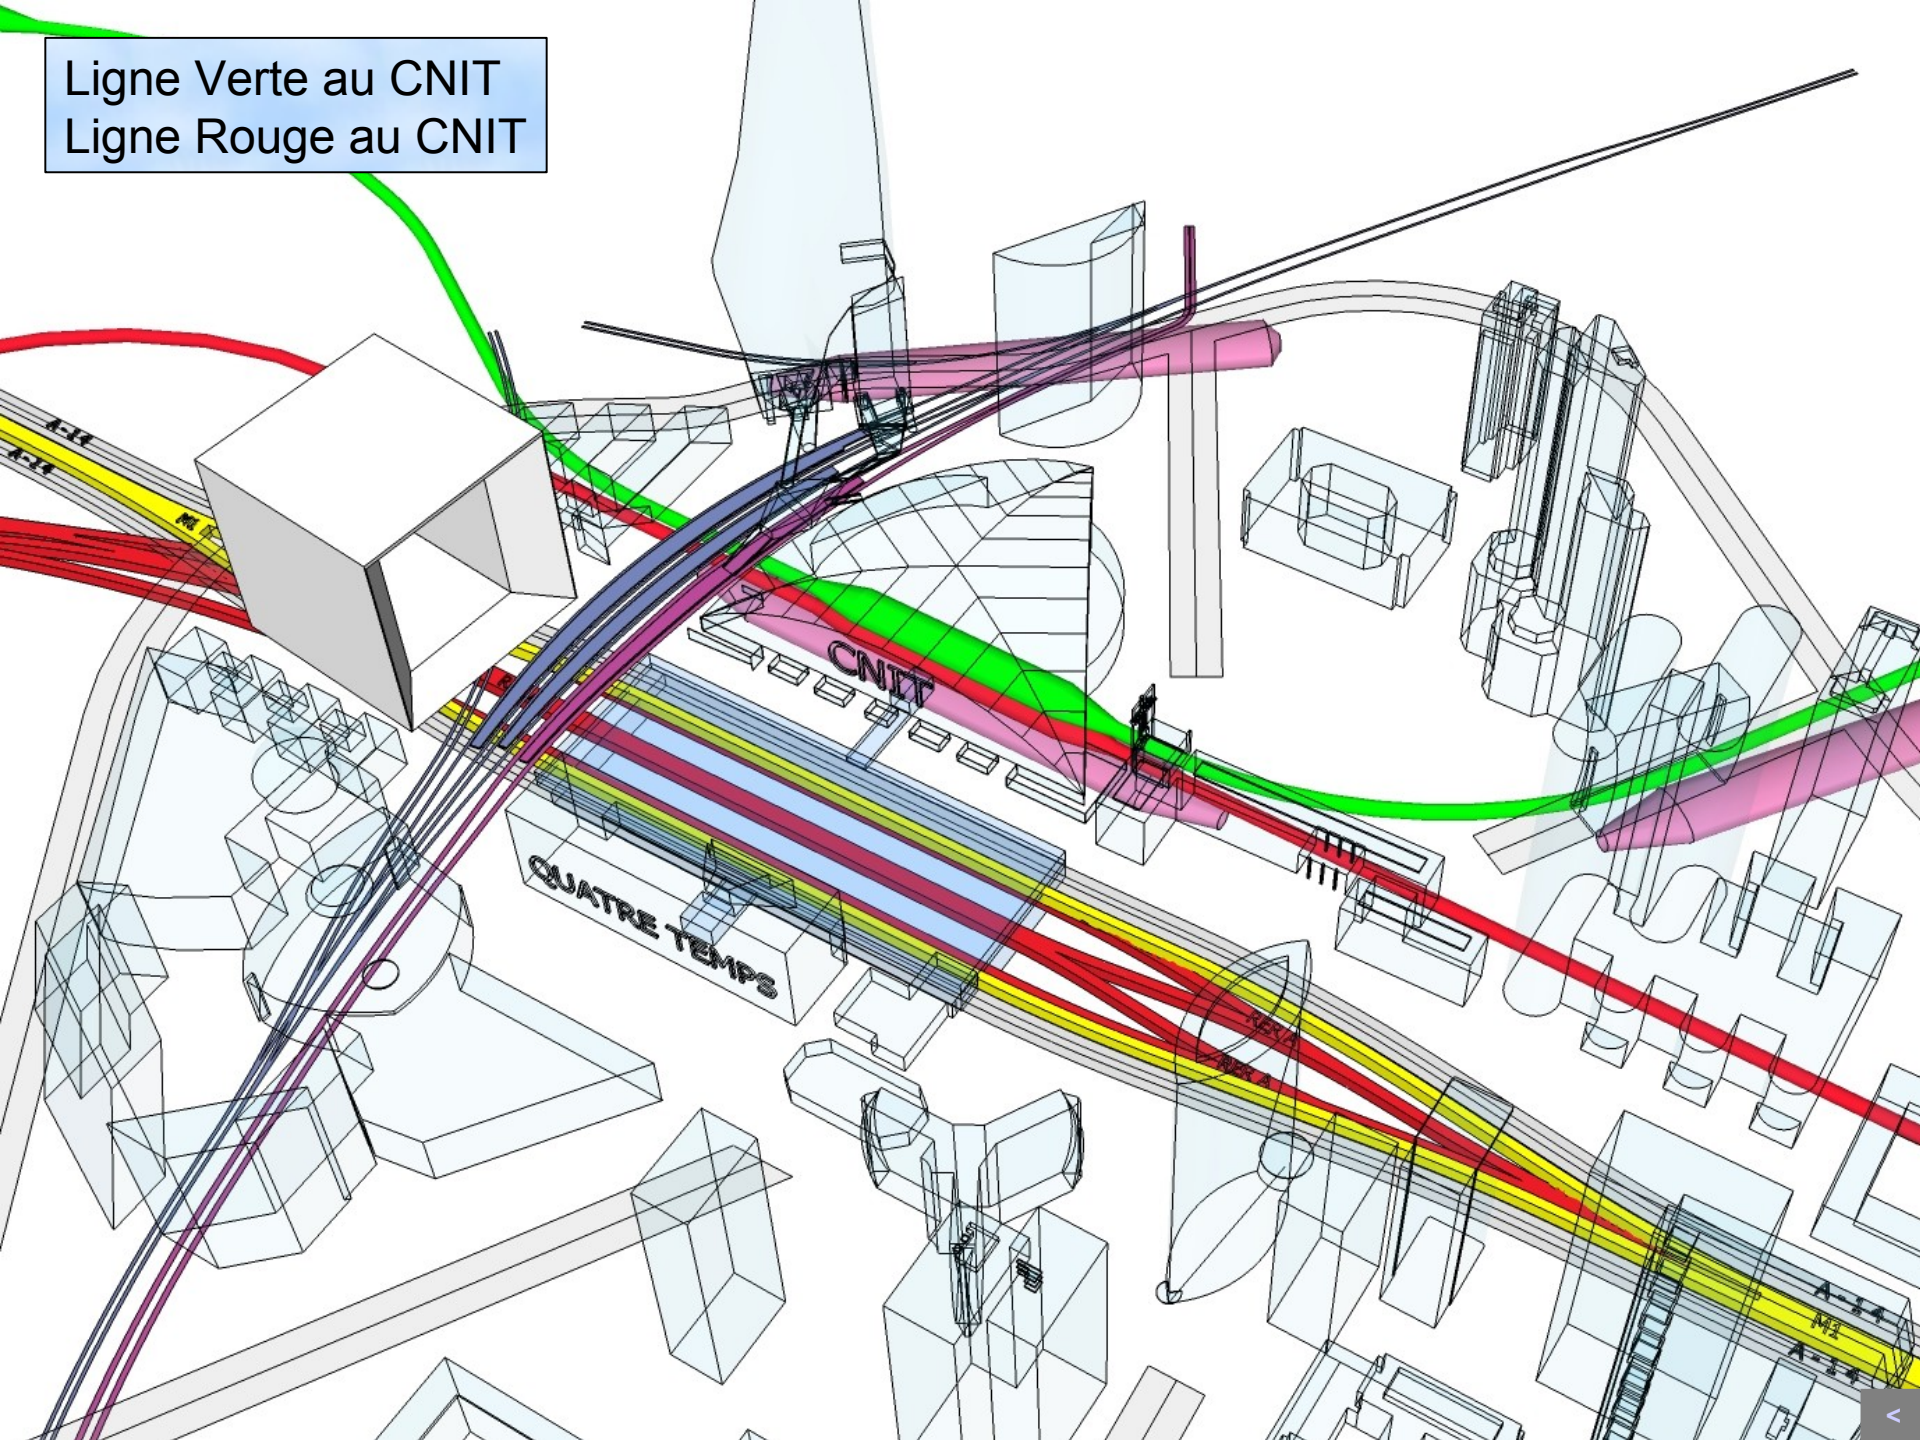 Ligne Verte au CNIT
Ligne Rouge au CNIT
A-14
A-14
M1
CNIT
QUATRE TEMPS
RER A
RER A
A-14
M1
A-14
<